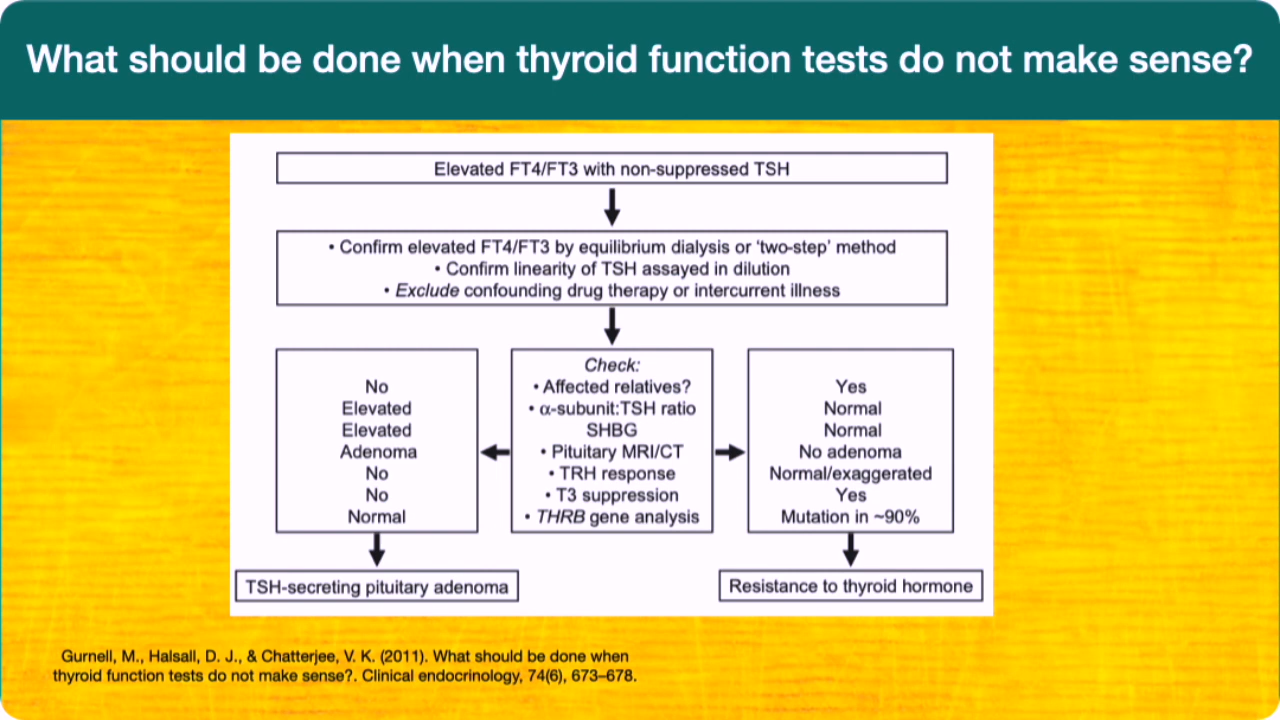 What should be done when thyroid function tests do not make sense?
Elevated FT4/FT3 with non-suppressed TSH
• Confirm elevated FT4/FT3 by equilibrium dialysis or ‘two-step’ method
• Confirm linearity of TSH assayed in dilution
• Exclude confounding drug therapy or intercurrent illness
No
Elevated
Elevated
Adenoma
No
No
Normal
Check:
• Affected relatives?
• α-subunit:TSH ratio
SHBG
• Pituitary MRI/CT
• TRH response
• T3 suppression
• THRB gene analysis
Yes
Normal
Normal
No adenoma
Normal/exaggerated
Yes
Mutation in ~90%
TSH-secreting pituitary adenoma
Resistance to thyroid hormone
Gurnell, M., Halsall, D. J., & Chatterjee, V. K. (2011). What should be done when
thyroid function tests do not make sense?. Clinical endocrinology, 74(6), 673–678.